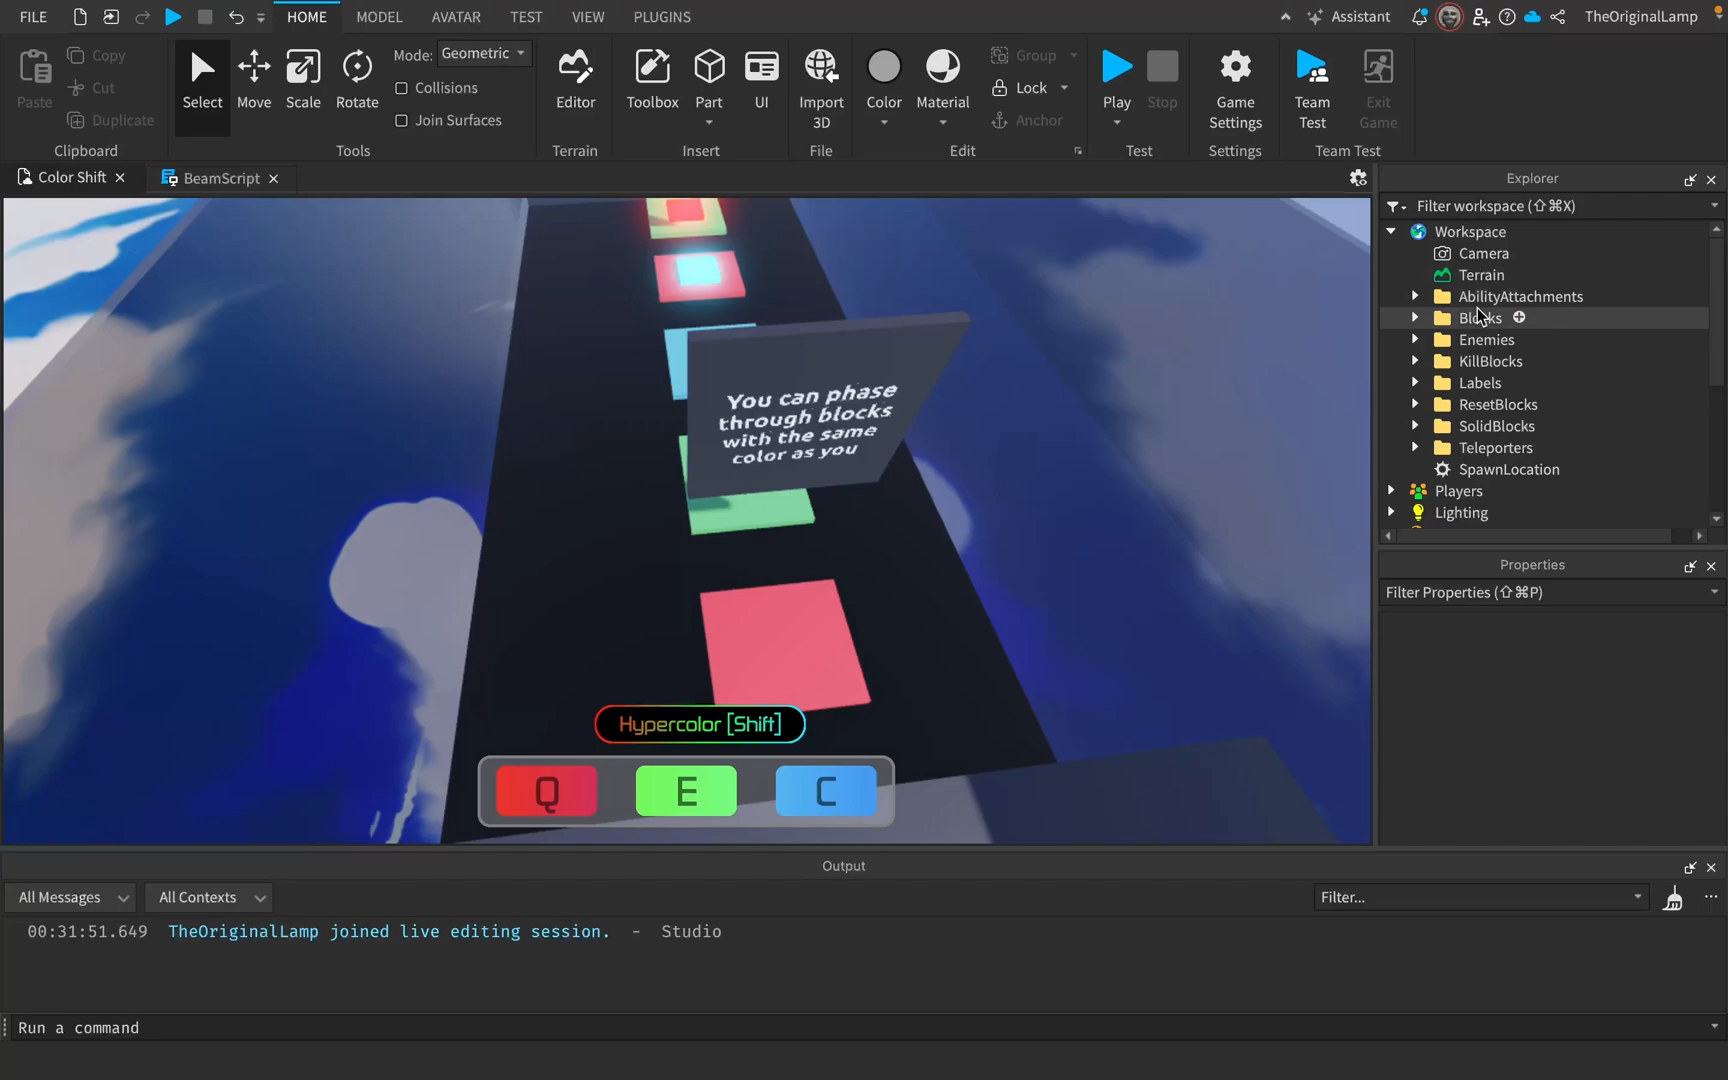 FILE
HOME
MODEL
AVATAR
TEST
VIEW
PLUGINS
Assistant
TheOriginalLamp
Paste
Copy
Cut
Duplicate
Clipboard
Select
Move
Scale
Rotate
Mode: Geometric
Collisions
Join Surfaces
Tools
Editor
Terrain
Toolbox
Part
UI
Insert
Import
3D
File
Color
Material
Group
Lock
Anchor
Edit
Play
Stop
Test
Game
Settings
Settings
Team
Test
Exit
Game
Team Test
Color Shift
BeamScript
You can phase
through blocks
with the same
color as you
Hypercolor [Shift]
Q
E
C
Explorer
Filter workspace (⇧⌘X)
Workspace
Camera
Terrain
AbilityAttachments
Blocks
Enemies
KillBlocks
Labels
ResetBlocks
SolidBlocks
Teleporters
SpawnLocation
Players
Lighting
Properties
Filter Properties (⇧⌘P)
Output
All Messages
All Contexts
Filter...
00:31:51.649 TheOriginalLamp joined live editing session. - Studio
Run a command